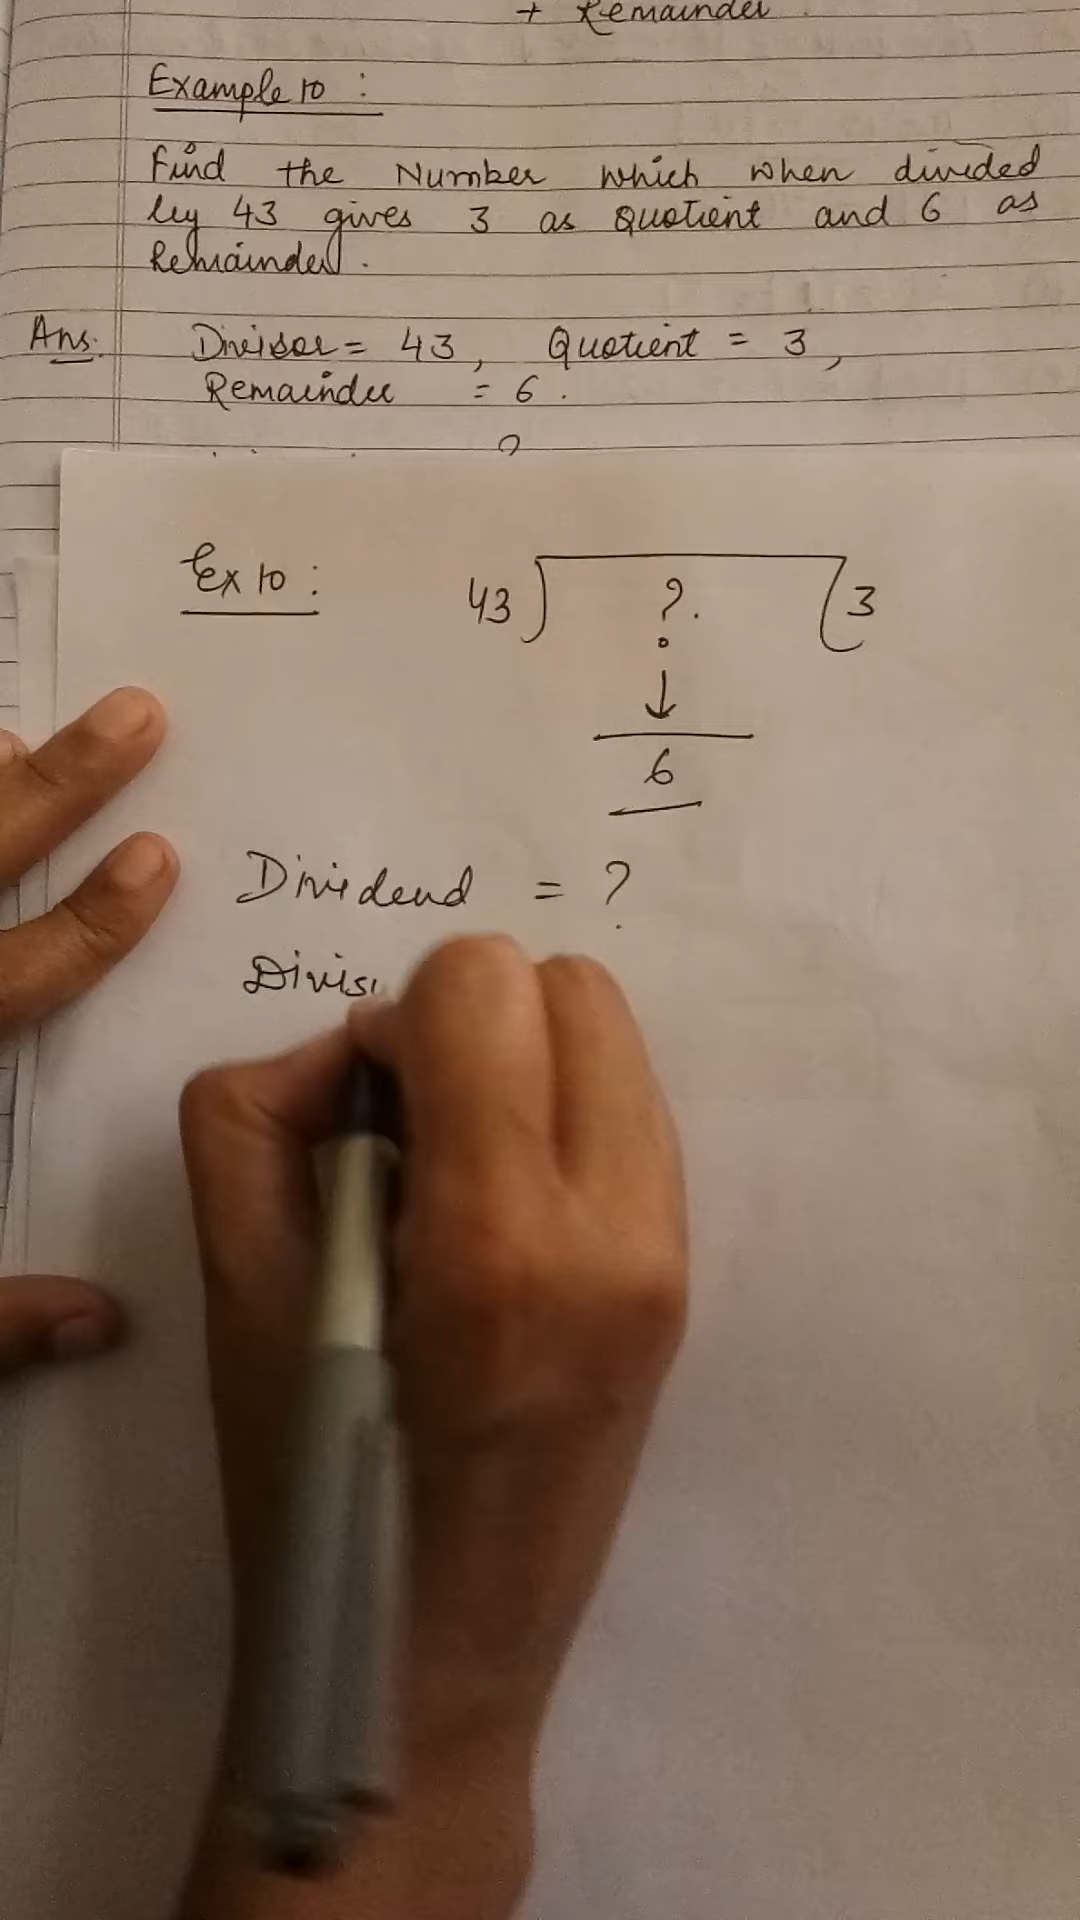 + Remainder
Example 10 :
Find the Number which when divided
by 43 gives 3 as Quotient and 6 as
Remainder.
Ans. Divisor = 43, Quotient = 3,
Remainder = 6.
Ex 10 : 43 ? 3
↓
6
Dividend = ?